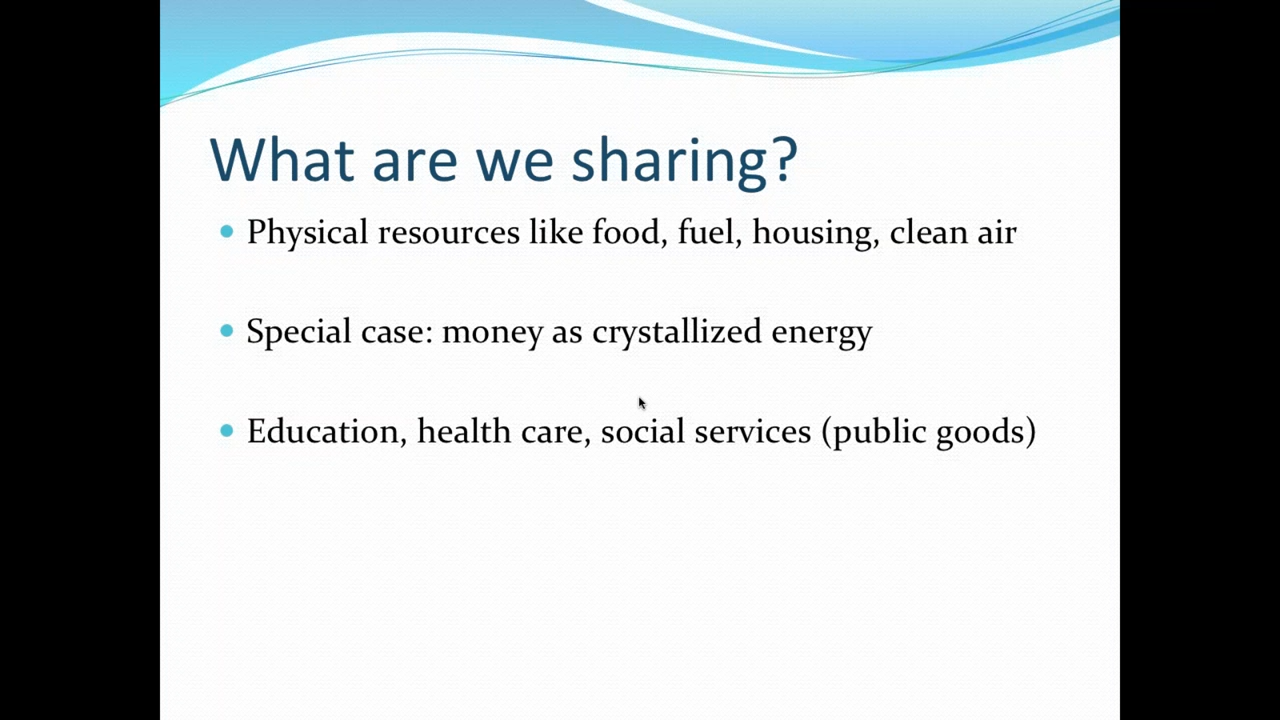 What are we sharing?
Physical resources like food, fuel, housing, clean air
Special case: money as crystallized energy
Education, health care, social services (public goods)